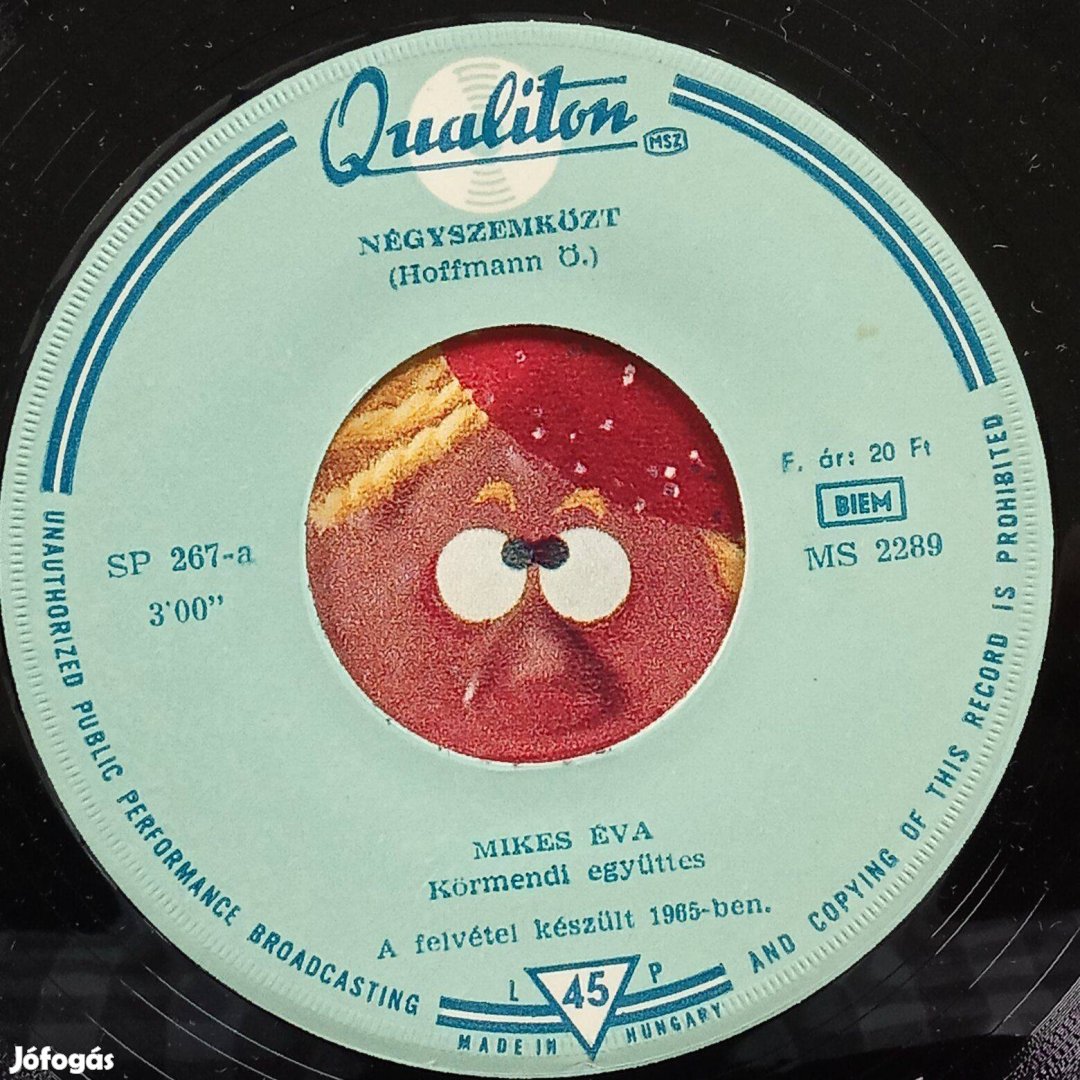 Qualiton
MSZ
NÉGYSZEMKÖZT
(Hoffmann Ö.)
F. ár: 20 Ft
BIEM
MS 2289
SP 267-a
3'00”
MIKES ÉVA
Körmendi együttes
A felvétel készült 1965-ben.
L 45 P
MADE IN HUNGARY
UNAUTHORIZED PUBLIC PERFORMANCE BROADCASTING AND COPYING OF THIS RECORD IS PROHIBITED
Jófogás